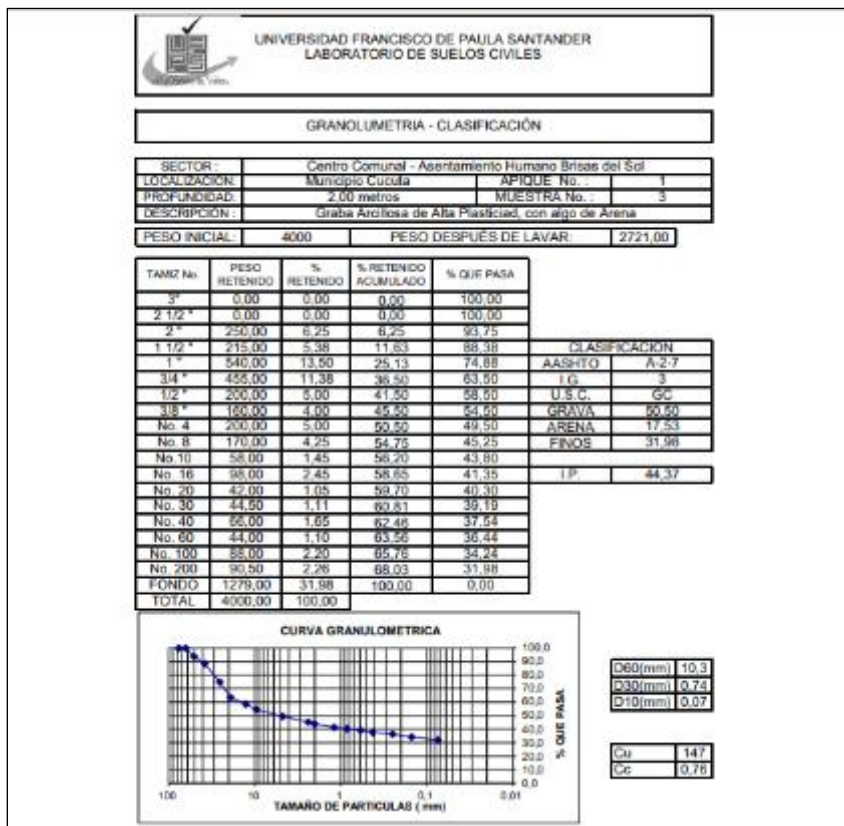 UNIVERSIDAD FRANCISCO DE PAULA SANTANDER
LABORATORIO DE SUELOS CIVILES
GRANOLUMETRIA - CLASIFICACIÓN
SECTOR : Centro Comunal - Asentamiento Humano Brisas del Sol
LOCALIZACION: Municipio Cucuta APIQUE No. : 1
PROFUNDIDAD: 2,00 metros MUESTRA No. : 3
DESCRIPCIÓN : Graba Arcillosa de Alta Plasticiad, con algo de Arena
PESO INICIAL: 4000 PESO DESPUÉS DE LAVAR: 2721,00
TAMIZ No. PESO RETENIDO % RETENIDO % RETENIDO ACUMULADO % QUE PASA
3" 0,00 0,00 0,00 100,00
2 1/2 " 0,00 0,00 0,00 100,00
2 " 250,00 6,25 6,25 93,75
1 1/2 " 215,00 5,38 11,63 88,38 CLASIFICACION
1 " 540,00 13,50 25,13 74,88 AASHTO A-2-7
3/4 " 455,00 11,38 36,50 63,50 I.G. 3
1/2 " 200,00 5,00 41,50 58,50 U.S.C. GC
3/8 " 160,00 4,00 45,50 54,50 GRAVA 50,50
No. 4 200,00 5,00 50,50 49,50 ARENA 17,53
No. 8 170,00 4,25 54,75 45,25 FINOS 31,98
No.10 58,00 1,45 56,20 43,80
No. 16 98,00 2,45 58,65 41,35 I.P. 44,37
No. 20 42,00 1,05 59,70 40,30
No. 30 44,50 1,11 60,81 39,19
No. 40 66,00 1,65 62,46 37,54
No. 60 44,00 1,10 63,56 36,44
No. 100 88,00 2,20 65,76 34,24
No. 200 90,50 2,26 68,03 31,98
FONDO 1279,00 31,98 100,00 0,00
TOTAL 4000,00 100,00
CURVA GRANULOMETRICA
100,0
90,0
80,0
70,0
60,0
50,0
40,0
30,0
20,0
10,0
0,0
% QUE PASA
100 10 1 0,1 0,01
TAMAÑO DE PARTICULAS ( mm)
D60(mm) 10,3
D30(mm) 0,74
D10(mm) 0,07
Cu 147
Cc 0,76